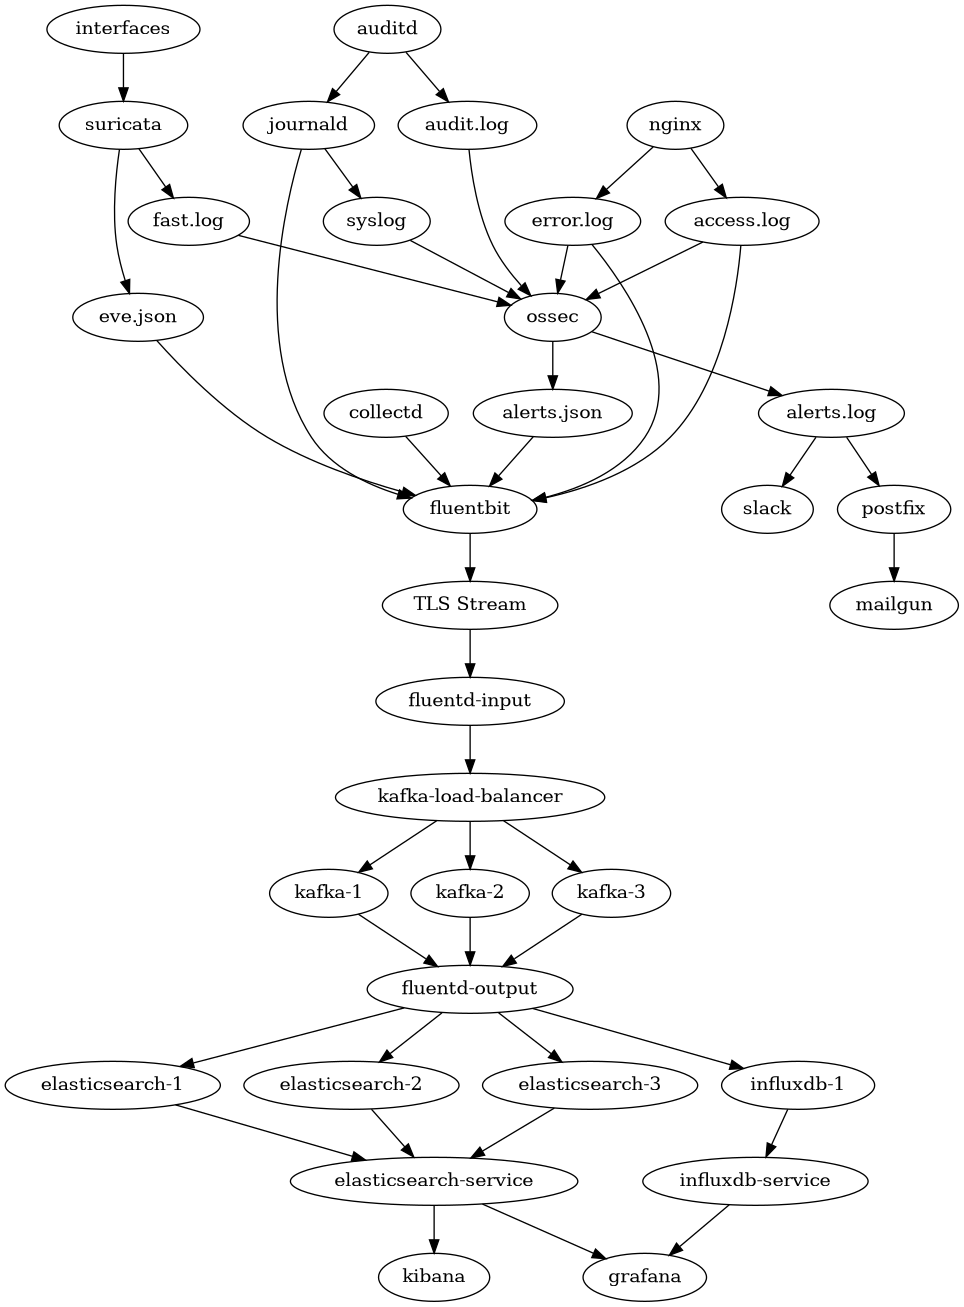 interfaces
auditd
suricata
journald
audit.log
nginx
fast.log
syslog
error.log
access.log
eve.json
ossec
collectd
alerts.json
alerts.log
fluentbit
slack
postfix
TLS Stream
mailgun
fluentd-input
kafka-load-balancer
kafka-1
kafka-2
kafka-3
fluentd-output
elasticsearch-1
elasticsearch-2
elasticsearch-3
influxdb-1
elasticsearch-service
influxdb-service
kibana
grafana